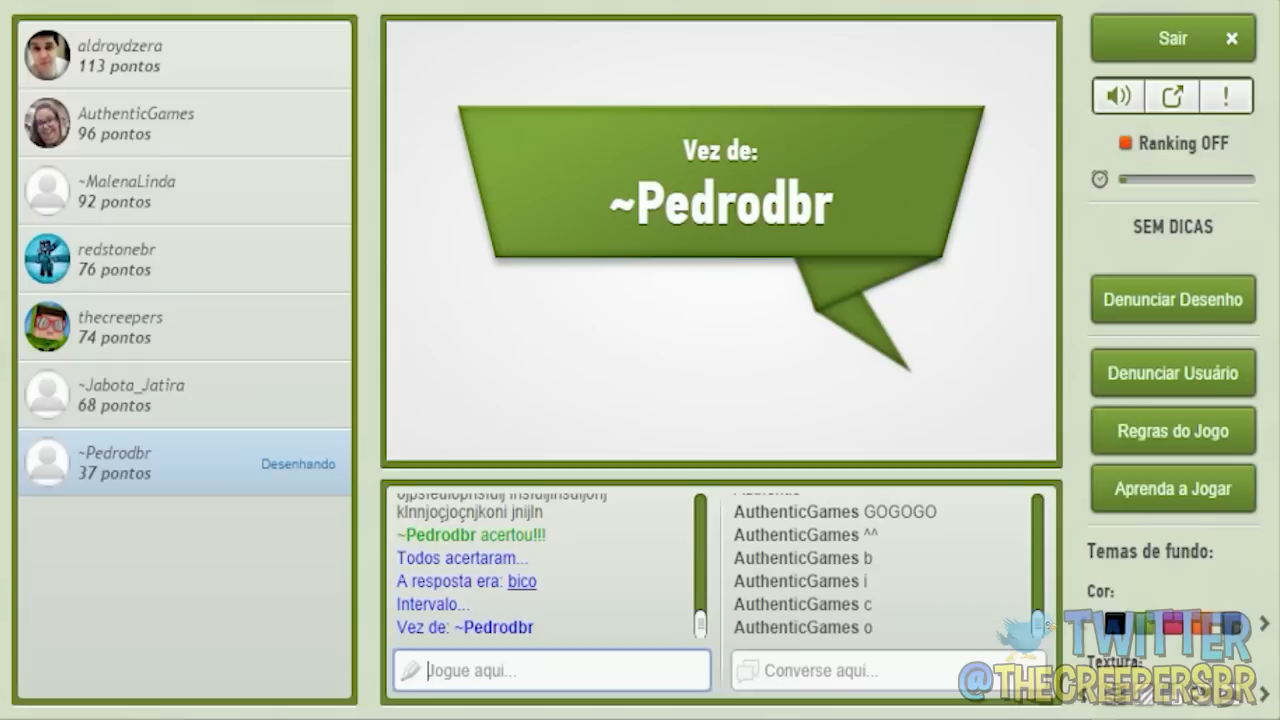 aldroydzera
113 pontos
AuthenticGames
96 pontos
~MalenaLinda
92 pontos
redstonebr
76 pontos
thecreepers
74 pontos
~Jabota_Jatira
68 pontos
~Pedrodbr
37 pontos
Desenhando
Vez de:
~Pedrodbr
klnnjoçjoçnjkoni jnijln
~Pedrodbr acertou!!!
Todos acertaram...
A resposta era: bico
Intervalo...
Vez de: ~Pedrodbr
Jogue aqui...
AuthenticGames GOGOGO
AuthenticGames ^^
AuthenticGames b
AuthenticGames i
AuthenticGames c
AuthenticGames o
Converse aqui...
Sair
Ranking OFF
SEM DICAS
Denunciar Desenho
Denunciar Usuário
Regras do Jogo
Aprenda a Jogar
Temas de fundo:
Cor:
Textura:
TWITTER
@THECREEPERSBR